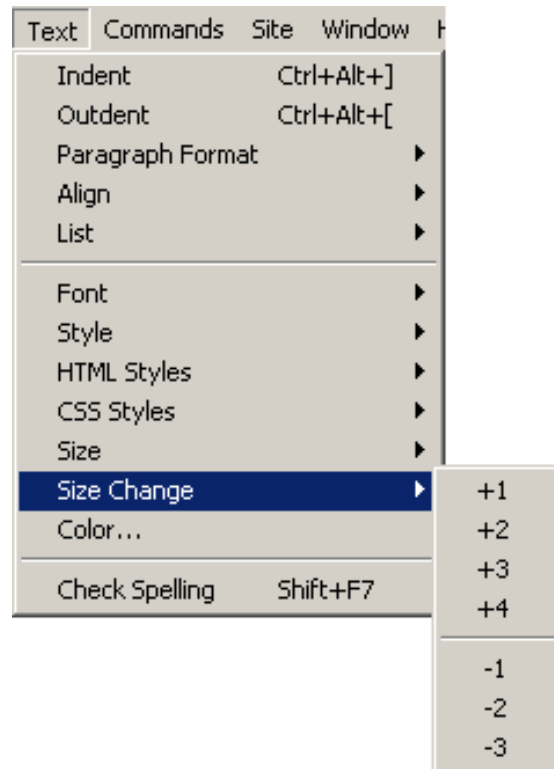 Text Commands Site Window
Indent Ctrl+Alt+]
Outdent Ctrl+Alt+[
Paragraph Format
Align
List
Font
Style
HTML Styles
CSS Styles
Size
Size Change
Color...
Check Spelling Shift+F7
+1
+2
+3
+4
-1
-2
-3